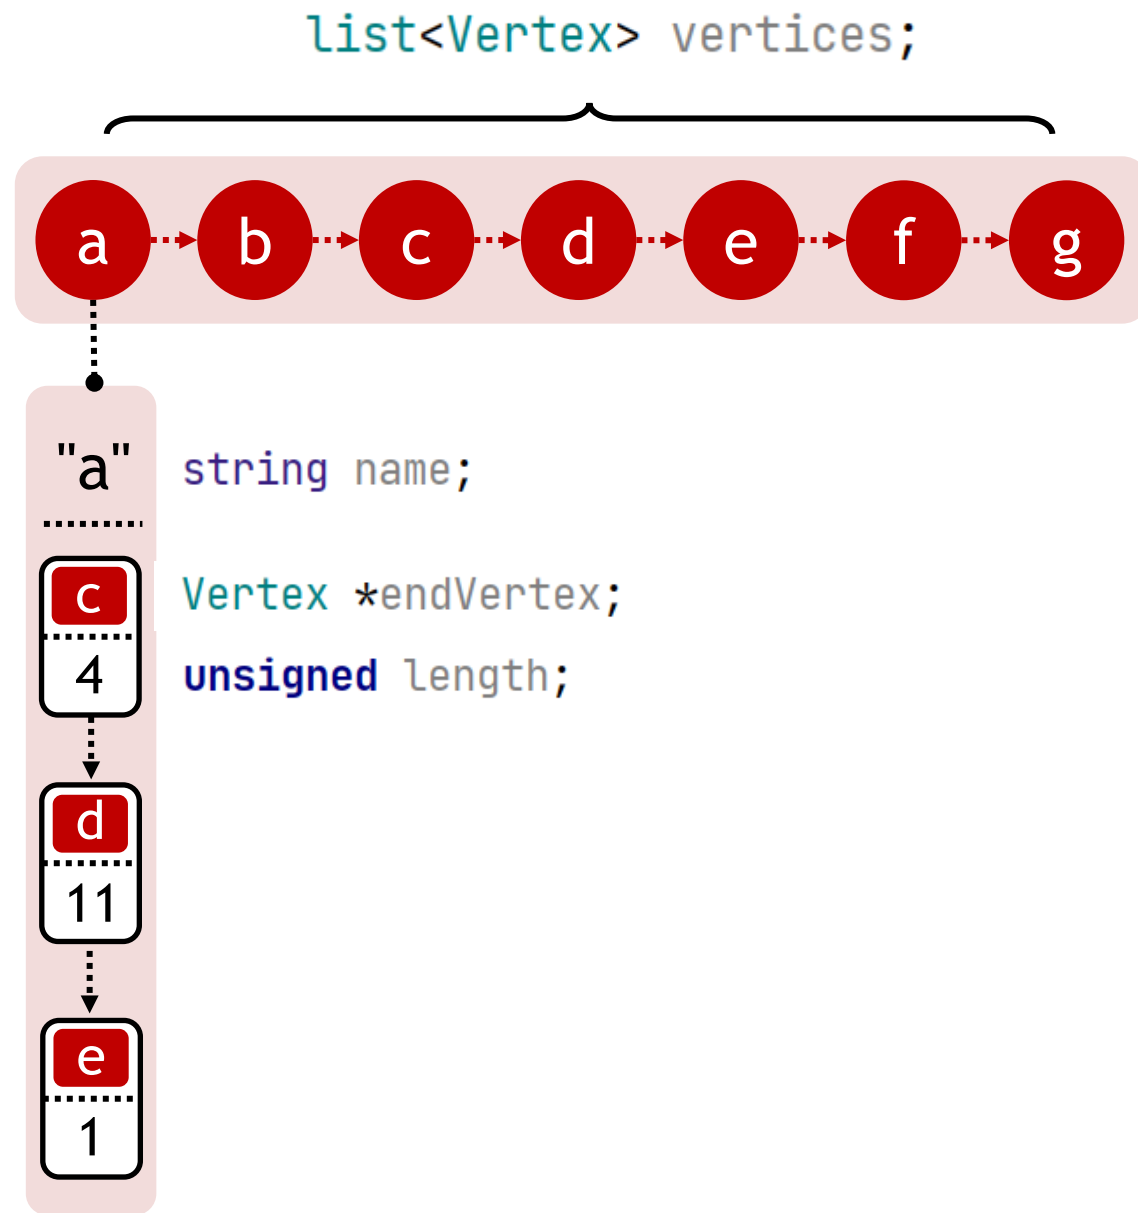 list<Vertex> vertices;
a b c d e f g
"a" string name;
c Vertex *endVertex;
4 unsigned length;
d
11
e
1